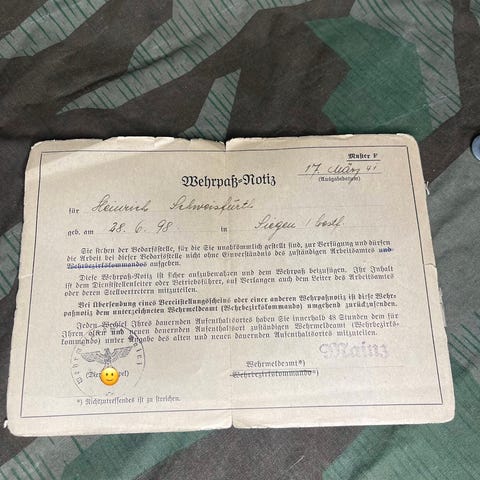 Muster F
17. März 41
(Ausgabedatum)
Wehrpaß-Notiz
für Heinrich Schweisfurth
geb. am 28. 6. 98 in Siegen / Westf.
Sie stehen der Bedarfsstelle, für die Sie unabkömmlich gestellt sind, zur Verfügung und dürfen
die Arbeit bei dieser Bedarfsstelle nicht ohne Einverständnis des zuständigen Arbeitsamtes und
Wehrbezirkskommandos aufgeben.
Diese Wehrpaß-Notiz ist sicher aufzubewahren und dem Wehrpaß beizufügen. Ihr Inhalt
ist dem Dienststellenleiter oder Betriebsführer, auf Verlangen auch dem Leiter des Arbeitsamtes
oder deren Stellvertretern mitzuteilen.
Bei Übersendung eines Bereitstellungsscheins oder einer anderen Wehrpaßnotiz ist diese Wehr-
paßnotiz dem unterzeichneten Wehrmeldeamt (Wehrbezirkskommando) umgehend zurückzusenden.
Jeden Wechsel Ihres dauernden Aufenthaltsortes haben Sie innerhalb 48 Stunden dem für
Ihren alten und neuen dauernden Aufenthaltsort zuständigen Wehrmeldeamt (Wehrbezirks-
kommando) unter Angabe des alten und neuen dauernden Aufenthaltsortes mitzuteilen.
Mainz
Wehrmeldeamt*)
Wehrbezirkskommando*)
*) Nichtzutreffendes ist zu streichen.